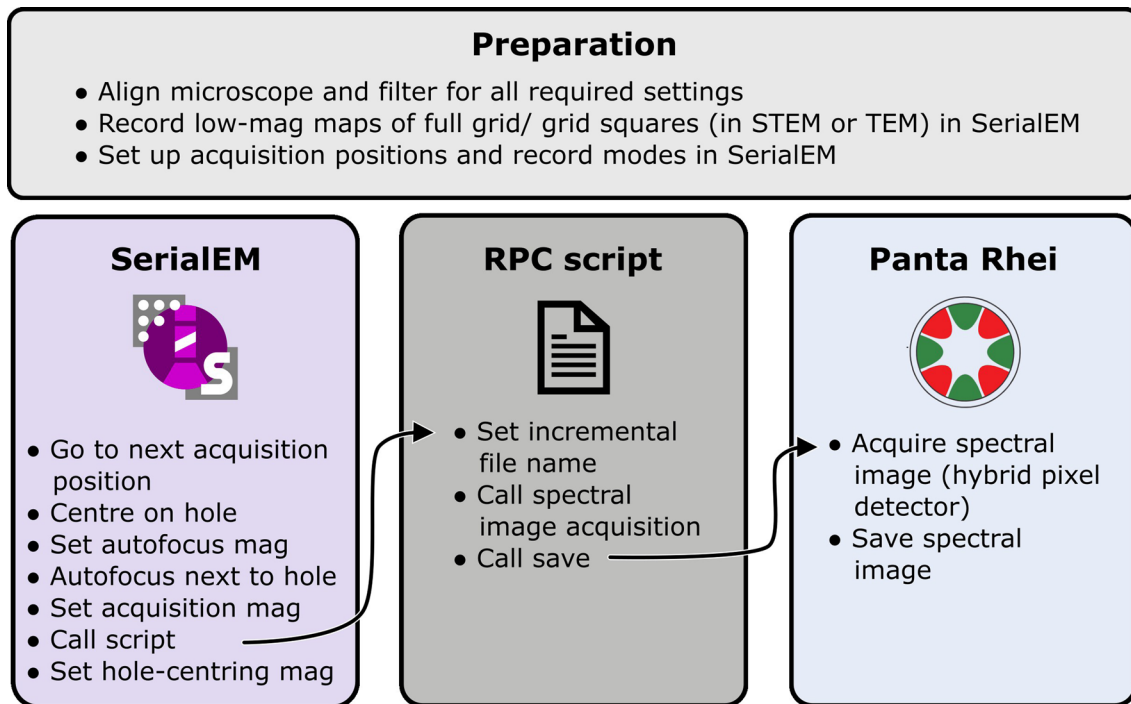 Preparation
● Align microscope and filter for all required settings
● Record low-mag maps of full grid/ grid squares (in STEM or TEM) in SerialEM
● Set up acquisition positions and record modes in SerialEM
SerialEM
S
● Go to next acquisition
position
● Centre on hole
● Set autofocus mag
● Autofocus next to hole
● Set acquisition mag
● Call script
● Set hole-centring mag
RPC script
● Set incremental
file name
● Call spectral
image acquisition
● Call save
Panta Rhei
● Acquire spectral
image (hybrid pixel
detector)
● Save spectral
image